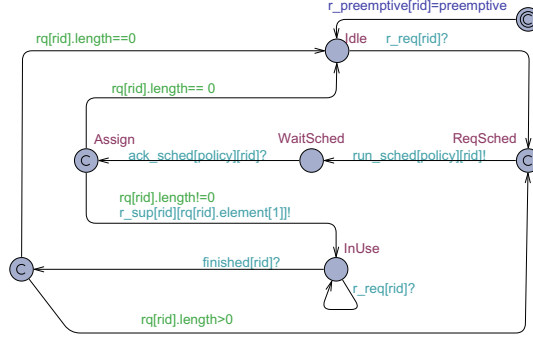 r_preemptive[rid]=preemptive
C
rq[rid].length==0
Idle
r_req[rid]?
rq[rid].length== 0
Assign
WaitSched
ReqSched
C
ack_sched[policy][rid]?
run_sched[policy][rid]!
C
rq[rid].length!=0
r_sup[rid][rq[rid].element[1]]!
InUse
C
finished[rid]?
r_req[rid]?
rq[rid].length>0